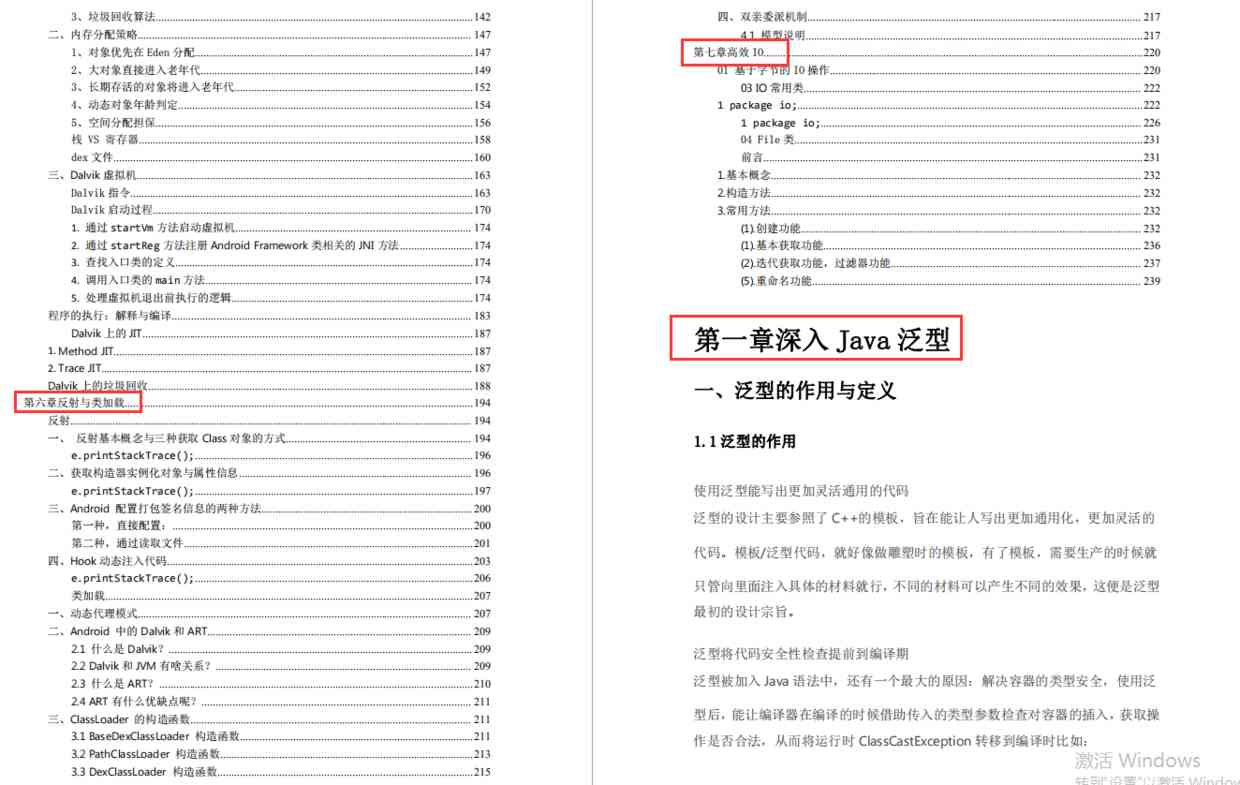 3、垃圾回收算法 142
二、内存分配策略 147
1、对象优先在 Eden 分配 147
2、大对象直接进入老年代 149
3、长期存活的对象将进入老年代 152
4、动态对象年龄判定 154
5、空间分配担保 156
栈 VS 寄存器 158
dex 文件 160
三、Dalvik 虚拟机 163
Dalvik 指令 163
Dalvik 启动过程 170
1. 通过 startVm 方法启动虚拟机 174
2. 通过 startReg 方法注册 Android Framework 类相关的 JNI 方法 174
3. 查找入口类的定义 174
4. 调用入口类的 main 方法 174
5. 处理虚拟机退出前执行的逻辑 174
程序的执行：解释与编译 183
Dalvik 上的 JIT 187
1. Method JIT 187
2. Trace JIT 187
Dalvik 上的垃圾回收 188
第六章反射与类加载 194
反射 194
一、 反射基本概念与三种获取 Class 对象的方式 194
e.printStackTrace(); 196
二、获取构造器实例化对象与属性信息 196
e.printStackTrace(); 197
三、Android 配置打包签名信息的两种方法 200
第一种，直接配置： 200
第二种，通过读取文件 201
四、Hook 动态注入代码 203
e.printStackTrace(); 206
类加载 207
一、动态代理模式 207
二、Android 中的 Dalvik 和 ART 209
2.1 什么是 Dalvik？ 209
2.2 Dalvik 和 JVM 有啥关系？ 209
2.3 什么是 ART？ 210
2.4 ART 有什么优缺点呢？ 211
三、ClassLoader 的构造函数 211
3.1 BaseDexClassLoader 构造函数 211
3.2 PathClassLoader 构造函数 213
3.3 DexClassLoader 构造函数 215
四、双亲委派机制 217
4.1 模型说明 217
第七章高效 IO 220
01 基于字节的 IO 操作 220
03 IO 常用类 222
1 package io; 222
1 package io; 226
04 File 类 231
前言 231
1.基本概念 232
2.构造方法 232
3.常用方法 232
(1).创建功能 232
(1).基本获取功能 236
(2).迭代获取功能，过滤器功能 237
(5).重命名功能 239
第一章深入 Java 泛型
一、泛型的作用与定义
1.1 泛型的作用
使用泛型能写出更加灵活通用的代码
泛型的设计主要参照了 C++的模板，旨在能让人写出更加通用化，更加灵活的
代码。模板/泛型代码，就好像做雕塑时的模板，有了模板，需要生产的时候就
只管向里面注入具体的材料就行，不同的材料可以产生不同的效果，这便是泛型
最初的设计宗旨。
泛型将代码安全性检查提前到编译期
泛型被加入 Java 语法中，还有一个最大的原因：解决容器的类型安全，使用泛
型后，能让编译器在编译的时候借助传入的类型参数检查对容器的插入，获取操
作是否合法，从而将运行时 ClassCastException 转移到编译时比如:
激活 Windows
转到"设置"以激活 Window